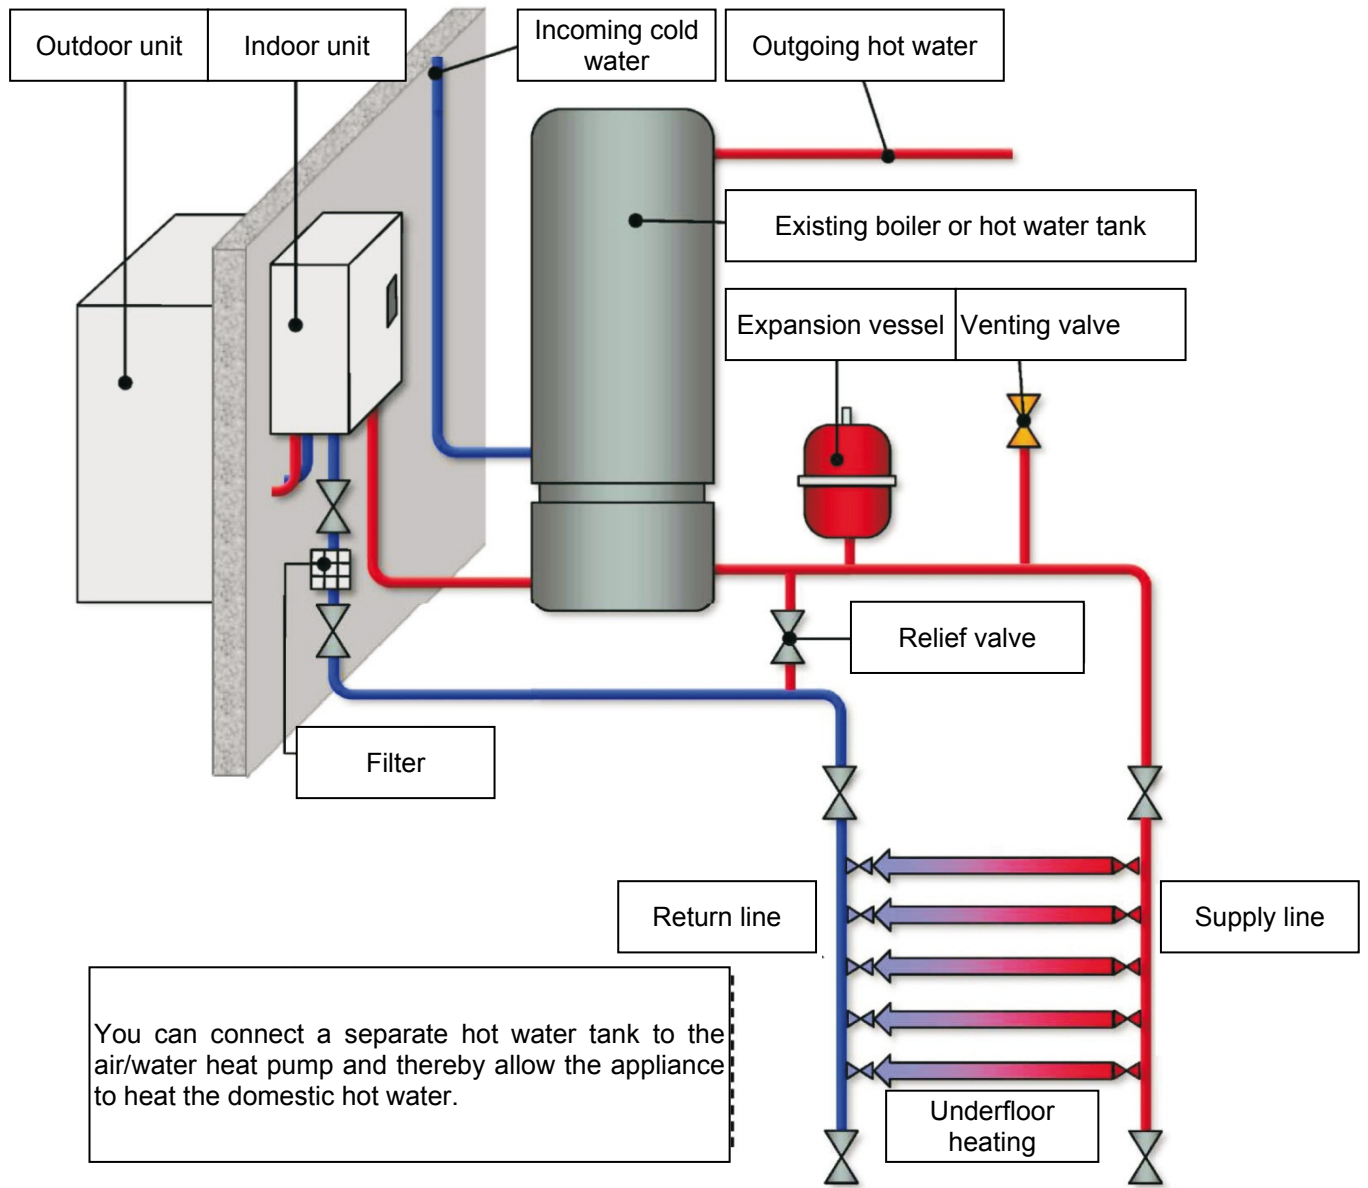 Outdoor unit
Indoor unit
Incoming cold
water
Outgoing hot water
Existing boiler or hot water tank
Expansion vessel
Venting valve
Relief valve
Filter
Return line
Supply line
You can connect a separate hot water tank to the
air/water heat pump and thereby allow the appliance
to heat the domestic hot water.
Underfloor
heating